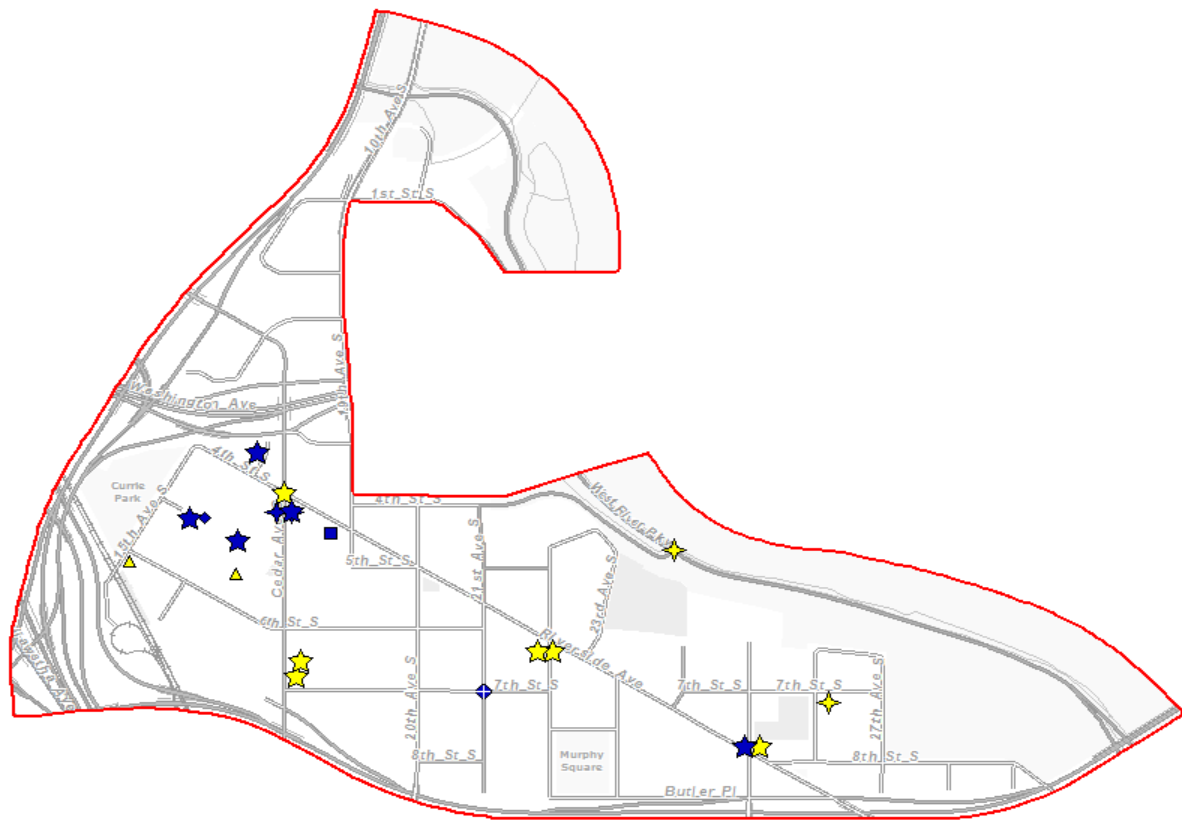 10th Ave S
1st St S
19th Ave S
Washington Ave
4th St S
Currie
Park
15th Ave S
Cedar Av
4th St S
West River Pkwy
5th St S
21st Ave S
23rd Ave S
6th St S
Riverside Ave
7th St S
7th St S
7th St S
20th Ave S
27th Ave S
8th St S
Murphy
Square
8th St S
Butler Pl